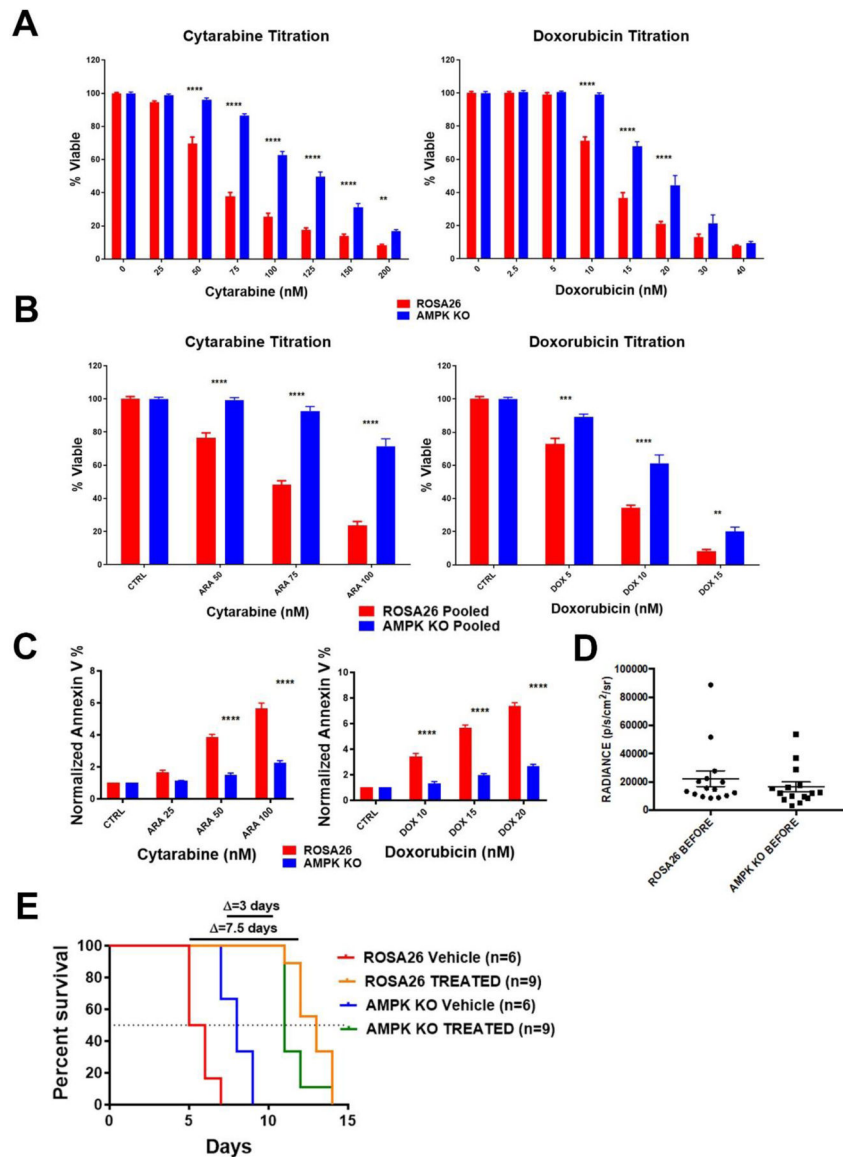 A
Cytarabine Titration
% Viable
120
100
80
60
40
20
0
****
****
****
****
****
**
0
25
50
75
100
125
150
200
Cytarabine (nM)
Doxorubicin Titration
% Viable
120
100
80
60
40
20
0
****
****
****
0
2.5
5
10
15
20
30
40
Doxorubicin (nM)
ROSA26
AMPK KO
B
Cytarabine Titration
% Viable
120
100
80
60
40
20
0
****
****
****
CTRL
ARA 50
ARA 75
ARA 100
Cytarabine (nM)
Doxorubicin Titration
% Viable
120
100
80
60
40
20
0
***
****
**
CTRL
DOX 5
DOX 10
DOX 15
Doxorubicin (nM)
ROSA26 Pooled
AMPK KO Pooled
C
Normalized Annexin V %
8
6
4
2
0
****
****
CTRL
ARA 25
ARA 50
ARA 100
Cytarabine (nM)
Normalized Annexin V %
10
8
6
4
2
0
****
****
****
CTRL
DOX 10
DOX 15
DOX 20
Doxorubicin (nM)
ROSA26
AMPK KO
D
RADIANCE (p/s/cm²/sr)
100000
80000
60000
40000
20000
0
ROSA26 BEFORE
AMPK KO BEFORE
E
Δ=3 days
Δ=7.5 days
Percent survival
100
80
60
40
20
0
0
5
10
15
Days
ROSA26 Vehicle (n=6)
ROSA26 TREATED (n=9)
AMPK KO Vehicle (n=6)
AMPK KO TREATED (n=9)